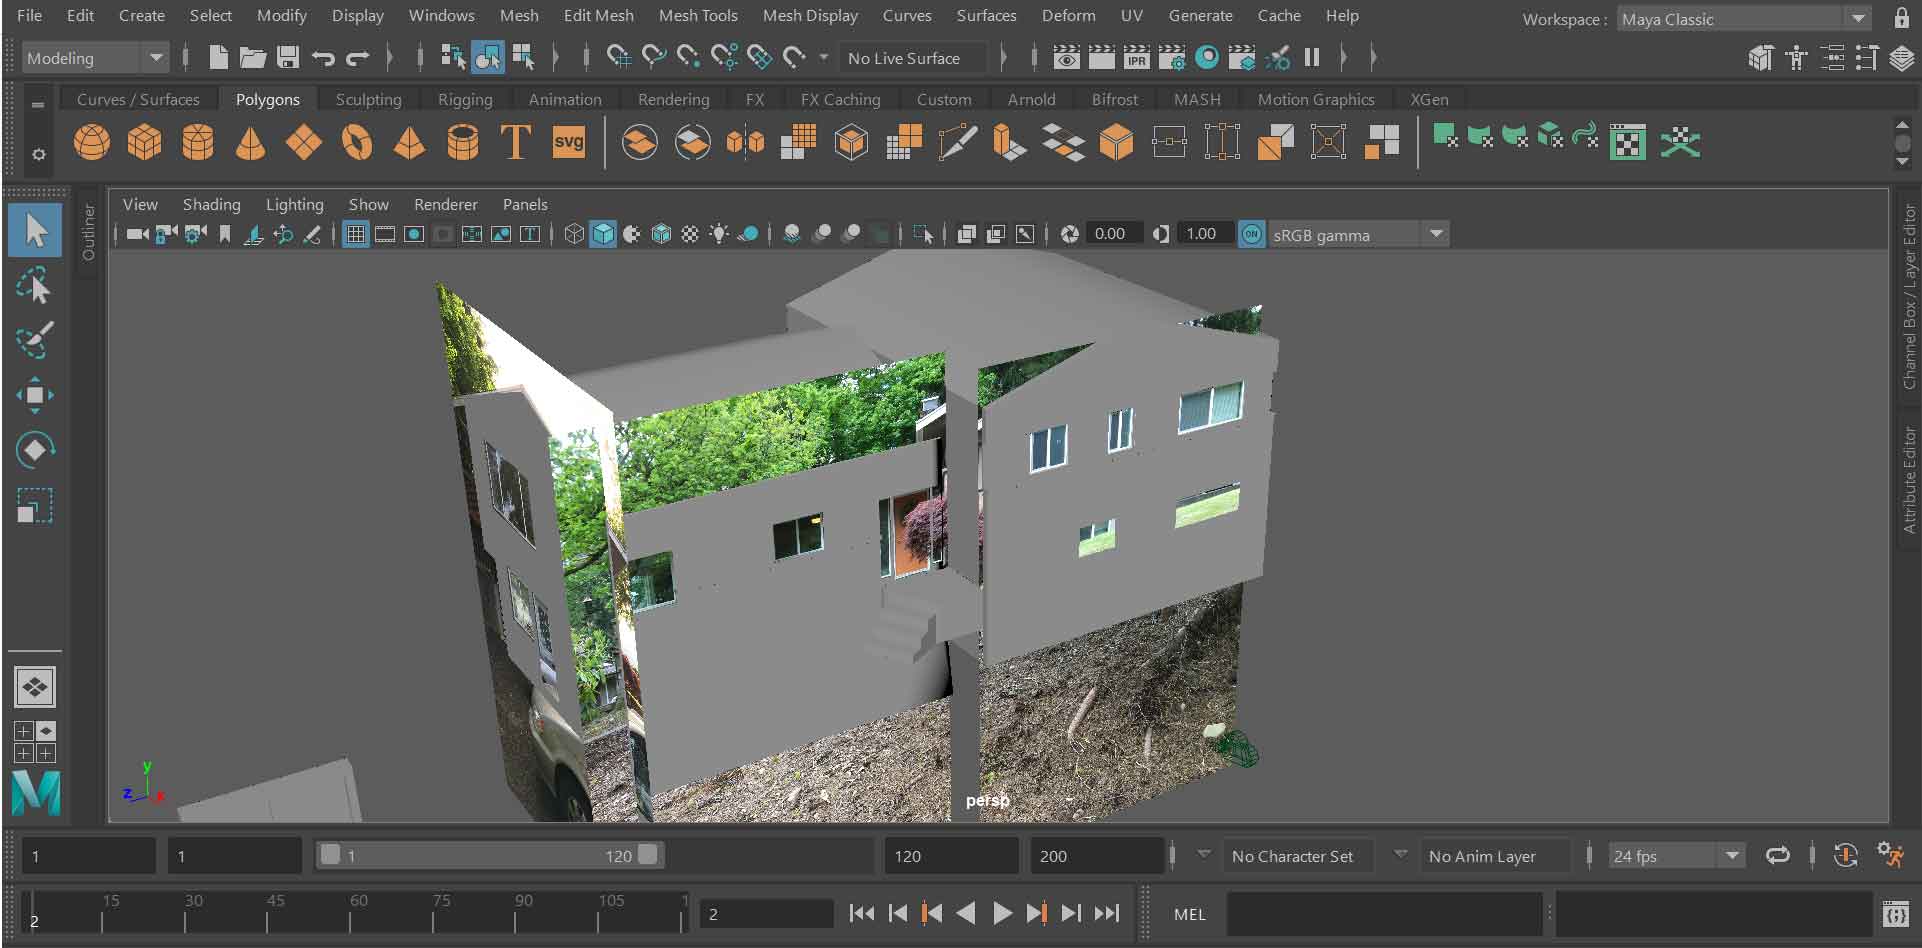 File Edit Create Select Modify Display Windows Mesh Edit Mesh Mesh Tools Mesh Display Curves Surfaces Deform UV Generate Cache Help Workspace : Maya Classic
Modeling IPR No Live Surface
Curves / Surfaces Polygons Sculpting Rigging Animation Rendering FX FX Caching Custom Arnold Bifrost MASH Motion Graphics XGen
T svg
Outliner
View Shading Lighting Show Renderer Panels
T 0.00 1.00 ON sRGB gamma
Channel Box / Layer Editor
Attribute Editor
y
z x
persp
M
1 1 1 120 120 200 No Character Set No Anim Layer 24 fps
2 15 30 45 60 75 90 105 1 2 MEL